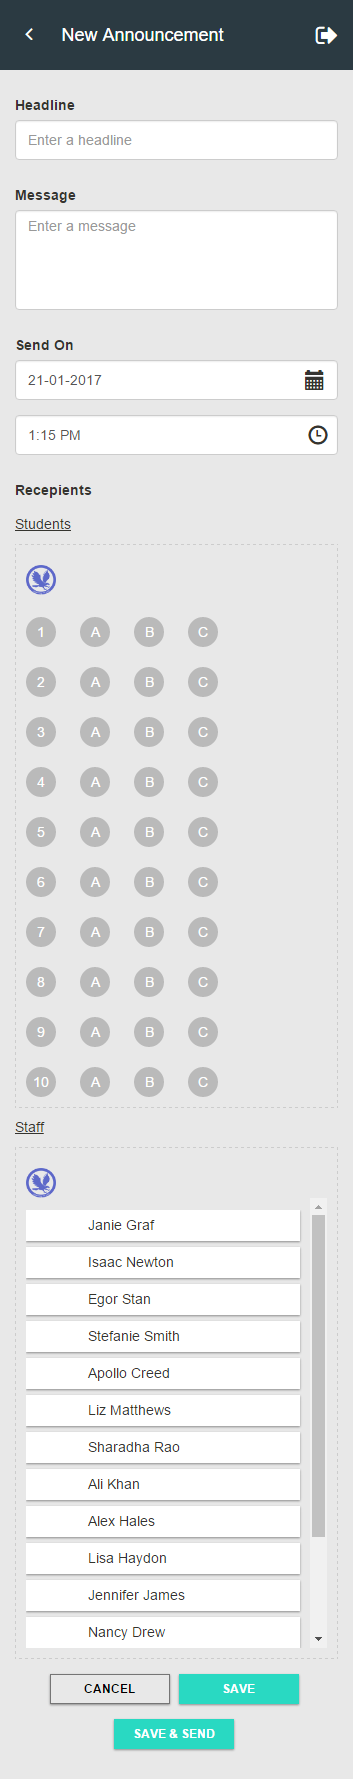 New Announcement
Headline
Enter a headline
Message
Enter a message
Send On
21-01-2017
1:15 PM
Recepients
Students
1 A B C
2 A B C
3 A B C
4 A B C
5 A B C
6 A B C
7 A B C
8 A B C
9 A B C
10 A B C
Staff
Janie Graf
Isaac Newton
Egor Stan
Stefanie Smith
Apollo Creed
Liz Matthews
Sharadha Rao
Ali Khan
Alex Hales
Lisa Haydon
Jennifer James
Nancy Drew
CANCEL SAVE
SAVE & SEND